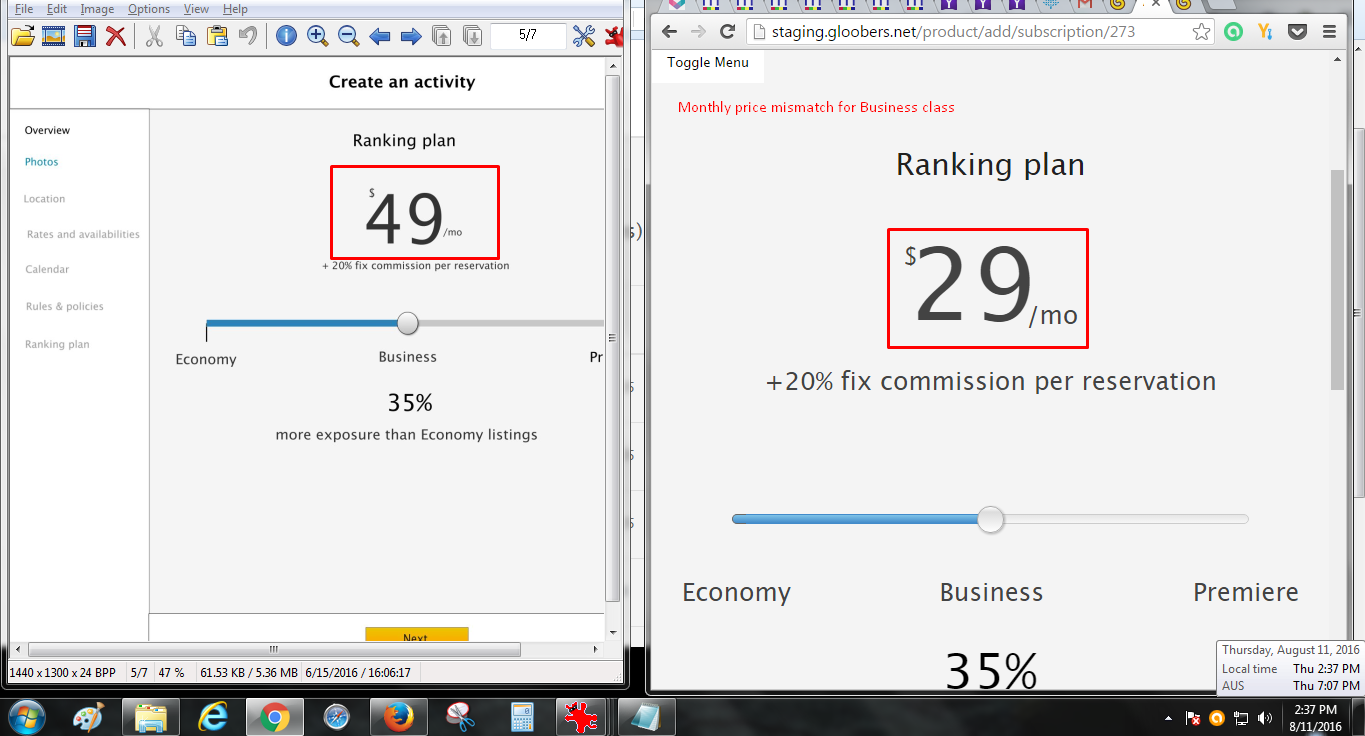 File Edit Image Options View Help
5/7
Create an activity
Overview
Photos
Location
Rates and availabilities
Calendar
Rules & policies
Ranking plan
Ranking plan
$
49
/mo
+ 20% fix commission per reservation
Economy
Business
Pr
35%
more exposure than Economy listings
Next
1440 x 1300 x 24 BPP 5/7 47 % 61.53 KB / 5.36 MB 6/15/2016 / 16:06:17
staging.gloobers.net/product/add/subscription/273
Toggle Menu
Monthly price mismatch for Business class
Ranking plan
$29/mo
+20% fix commission per reservation
Economy
Business
Premiere
35%
Thursday, August 11, 2016
Local time Thu 2:37 PM
AUS Thu 7:07 PM
2:37 PM
8/11/2016